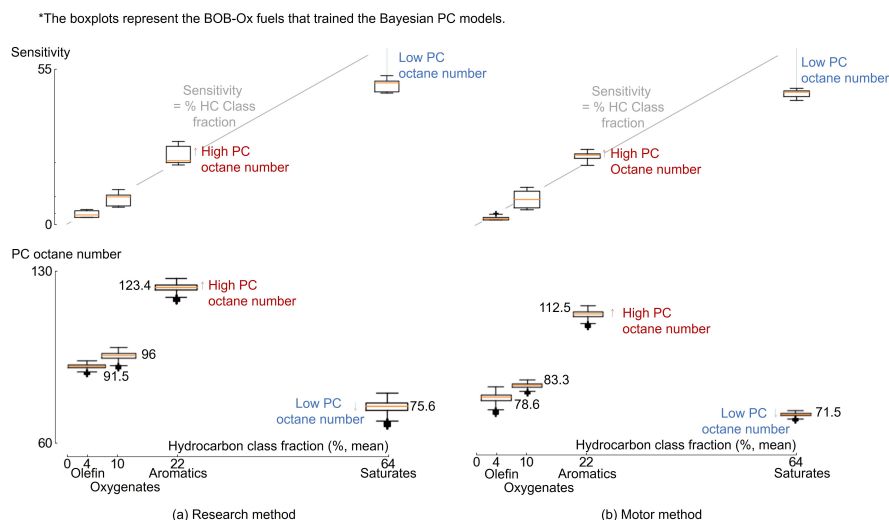 *The boxplots represent the BOB-Ox fuels that trained the Bayesian PC models.
Sensitivity
55
0
Sensitivity
= % HC Class
fraction
↑ High PC
octane number
Low PC
octane number
Sensitivity
= % HC Class
fraction
↑ High PC
Octane number
Low PC
octane number
PC octane number
130
60
123.4
↑ High PC
octane number
96
91.5
Low PC ↓
octane number
75.6
Hydrocarbon class fraction (%, mean)
0 4 10 22 64
Olefin Aromatics Saturates
Oxygenates
(a) Research method
112.5
↑ High PC
octane number
83.3
78.6
Low PC ↓
octane number
71.5
Hydrocarbon class fraction (%, mean)
0 4 10 22 64
Olefin Aromatics Saturates
Oxygenates
(b) Motor method